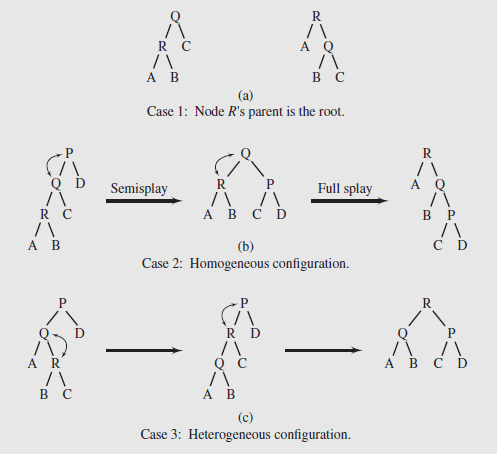 Q R
R C A Q
A B B C
(a)
Case 1: Node R's parent is the root.
P Q R
Q D Semisplay R P Full splay A Q
R C A B C D B P
A B (b) C D
Case 2: Homogeneous configuration.
P P R
Q D R D Q P
A R Q C A B C D
B C A B
(c)
Case 3: Heterogeneous configuration.